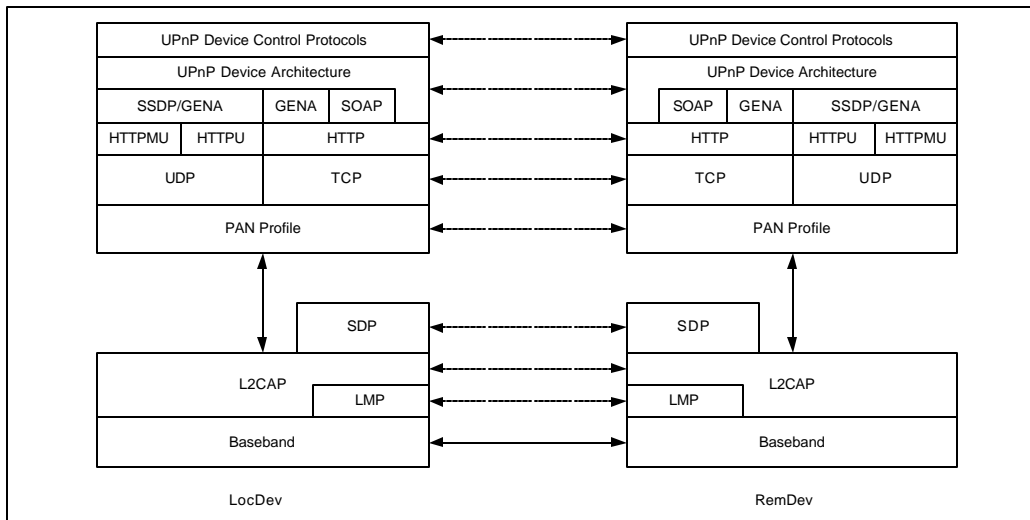 UPnP Device Control Protocols UPnP Device Control Protocols
UPnP Device Architecture UPnP Device Architecture
SSDP/GENA GENA SOAP SOAP GENA SSDP/GENA
HTTPMU HTTPU HTTP HTTP HTTPU HTTPMU
UDP TCP TCP UDP
PAN Profile PAN Profile
SDP SDP
L2CAP L2CAP
LMP LMP
Baseband Baseband
LocDev RemDev